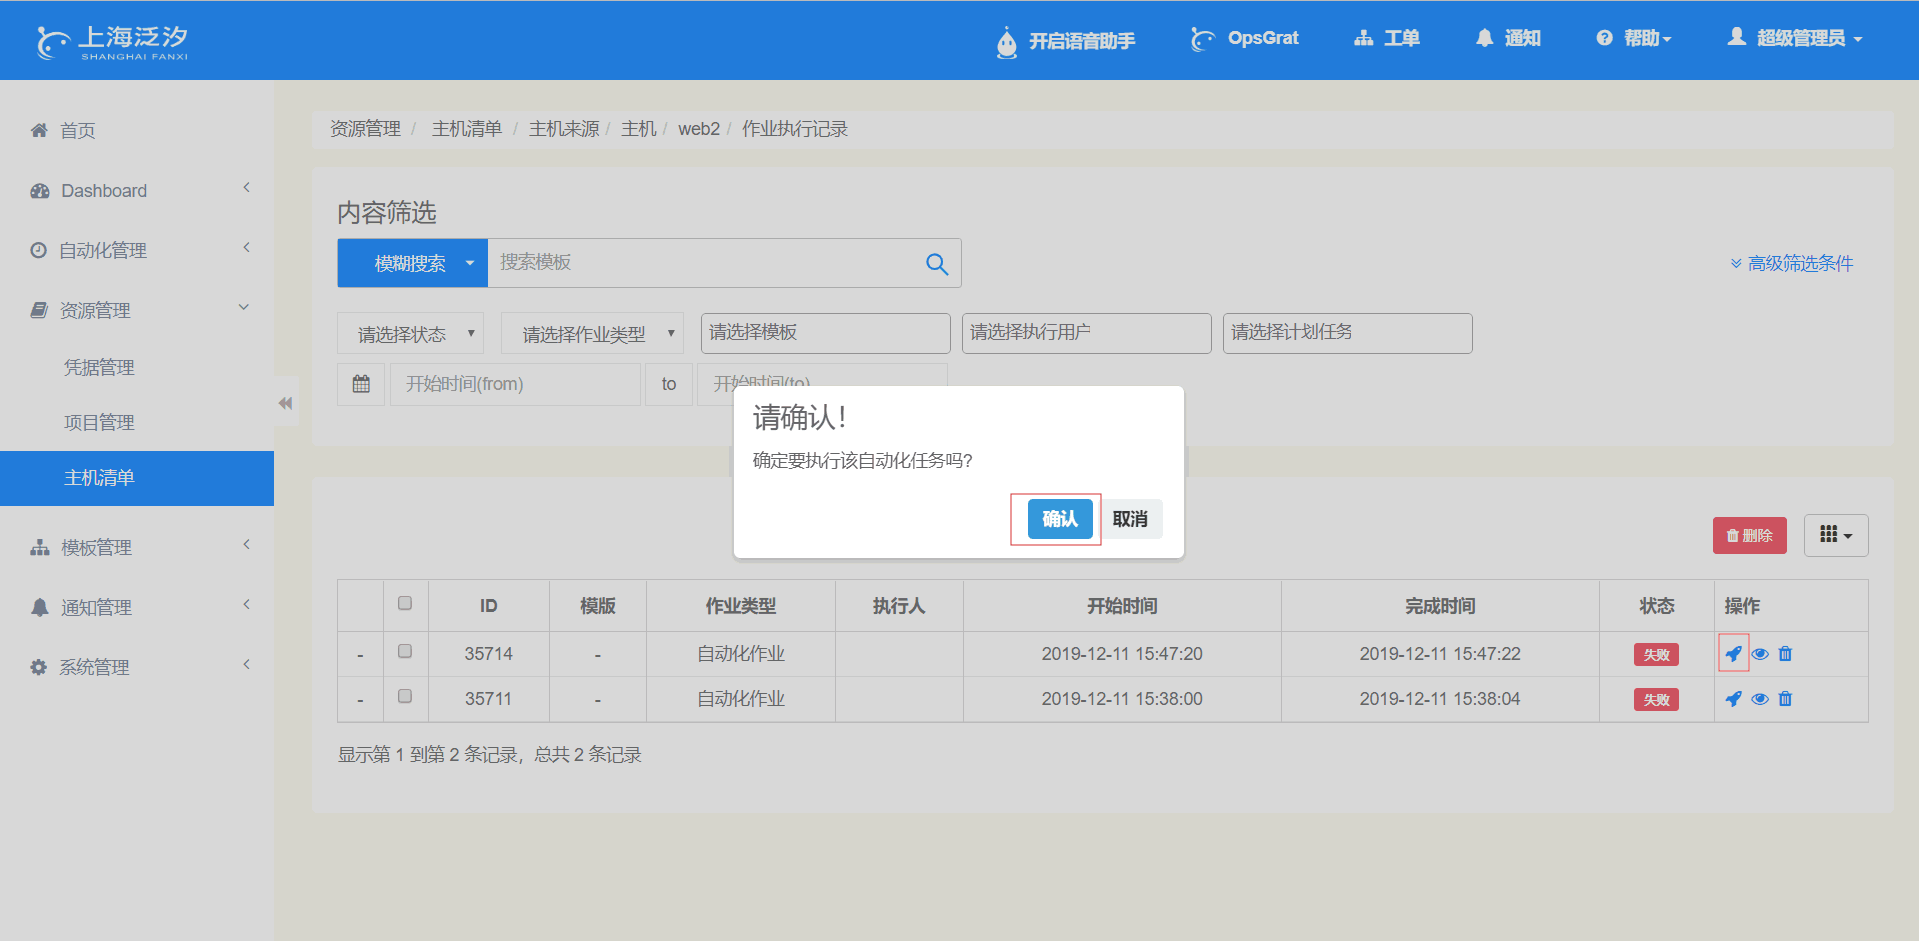 上海泛汐
SHANGHAI FANXI
开启语音助手
OpsGrat
工单
通知
帮助
超级管理员
首页
Dashboard
自动化管理
资源管理
凭据管理
项目管理
主机清单
模板管理
通知管理
系统管理
资源管理 / 主机清单 / 主机来源 / 主机 / web2 / 作业执行记录
内容筛选
模糊搜索 搜索模板
高级筛选条件
请选择状态 请选择作业类型 请选择模板 请选择执行用户 请选择计划任务
开始时间(from) to 开始时间(to)
请确认!
确定要执行该自动化任务吗?
确认 取消
删除
ID 模版 作业类型 执行人 开始时间 完成时间 状态 操作
- 35714 - 自动化作业 2019-12-11 15:47:20 2019-12-11 15:47:22 失败
- 35711 - 自动化作业 2019-12-11 15:38:00 2019-12-11 15:38:04 失败
显示第 1 到第 2 条记录，总共 2 条记录